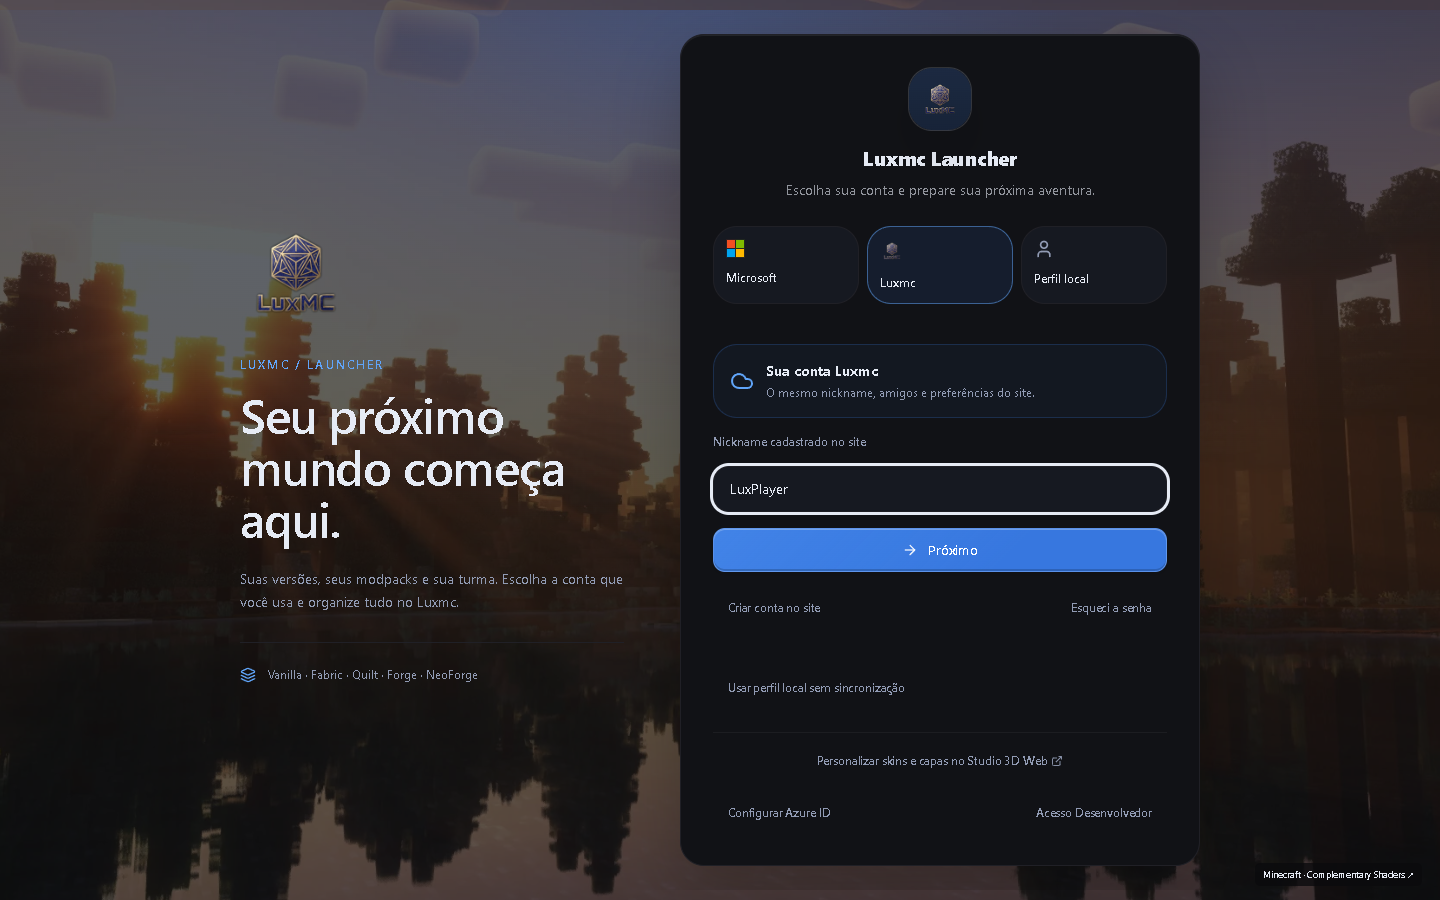 LuxMC
LUXMC / LAUNCHER
Seu próximo
mundo começa
aqui.
Suas versões, seus modpacks e sua turma. Escolha a conta que
você usa e organize tudo no Luxmc.
Vanilla · Fabric · Quilt · Forge · NeoForge
LuxMC
Luxmc Launcher
Escolha sua conta e prepare sua próxima aventura.
Microsoft
Luxmc
Perfil local
Sua conta Luxmc
O mesmo nickname, amigos e preferências do site.
Nickname cadastrado no site
LuxPlayer
Próximo
Criar conta no site
Esqueci a senha
Usar perfil local sem sincronização
Personalizar skins e capas no Studio 3D Web
Configurar Azure ID
Acesso Desenvolvedor
Minecraft · Complementary Shaders ↗